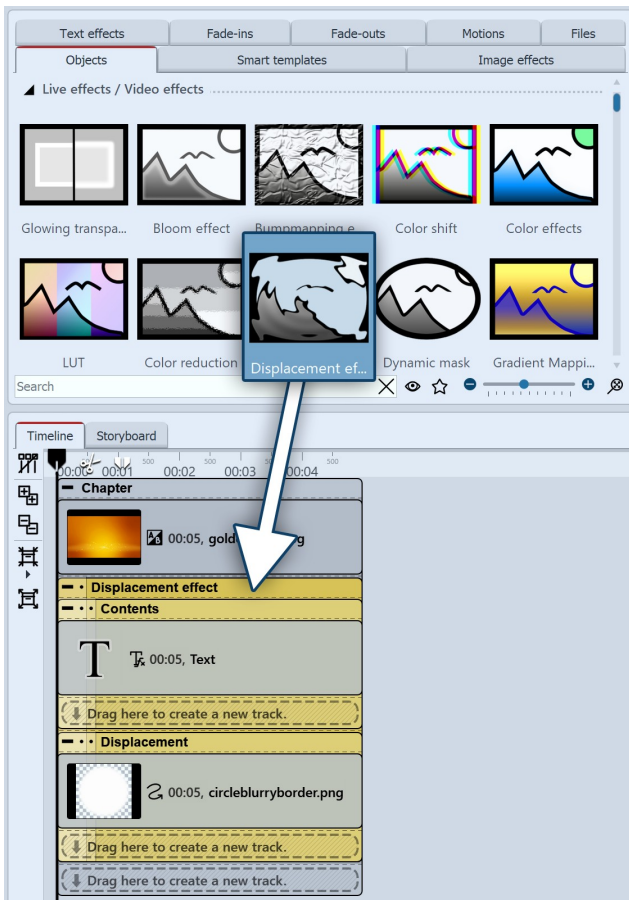 Text effects Fade-ins Fade-outs Motions Files
Objects Smart templates Image effects
Live effects / Video effects
Glowing transpa... Bloom effect Bumpmapping e... Color shift Color effects
LUT Color reduction Displacement ef... Dynamic mask Gradient Mappi...
Search
Timeline Storyboard
500 500 500 500
00:00 00:01 00:02 00:03 00:04
Chapter
00:05,
Displacement effect
Contents
T 00:05, Text
Drag here to create a new track.
Displacement
00:05, circleblurryborder.png
Drag here to create a new track.
Drag here to create a new track.